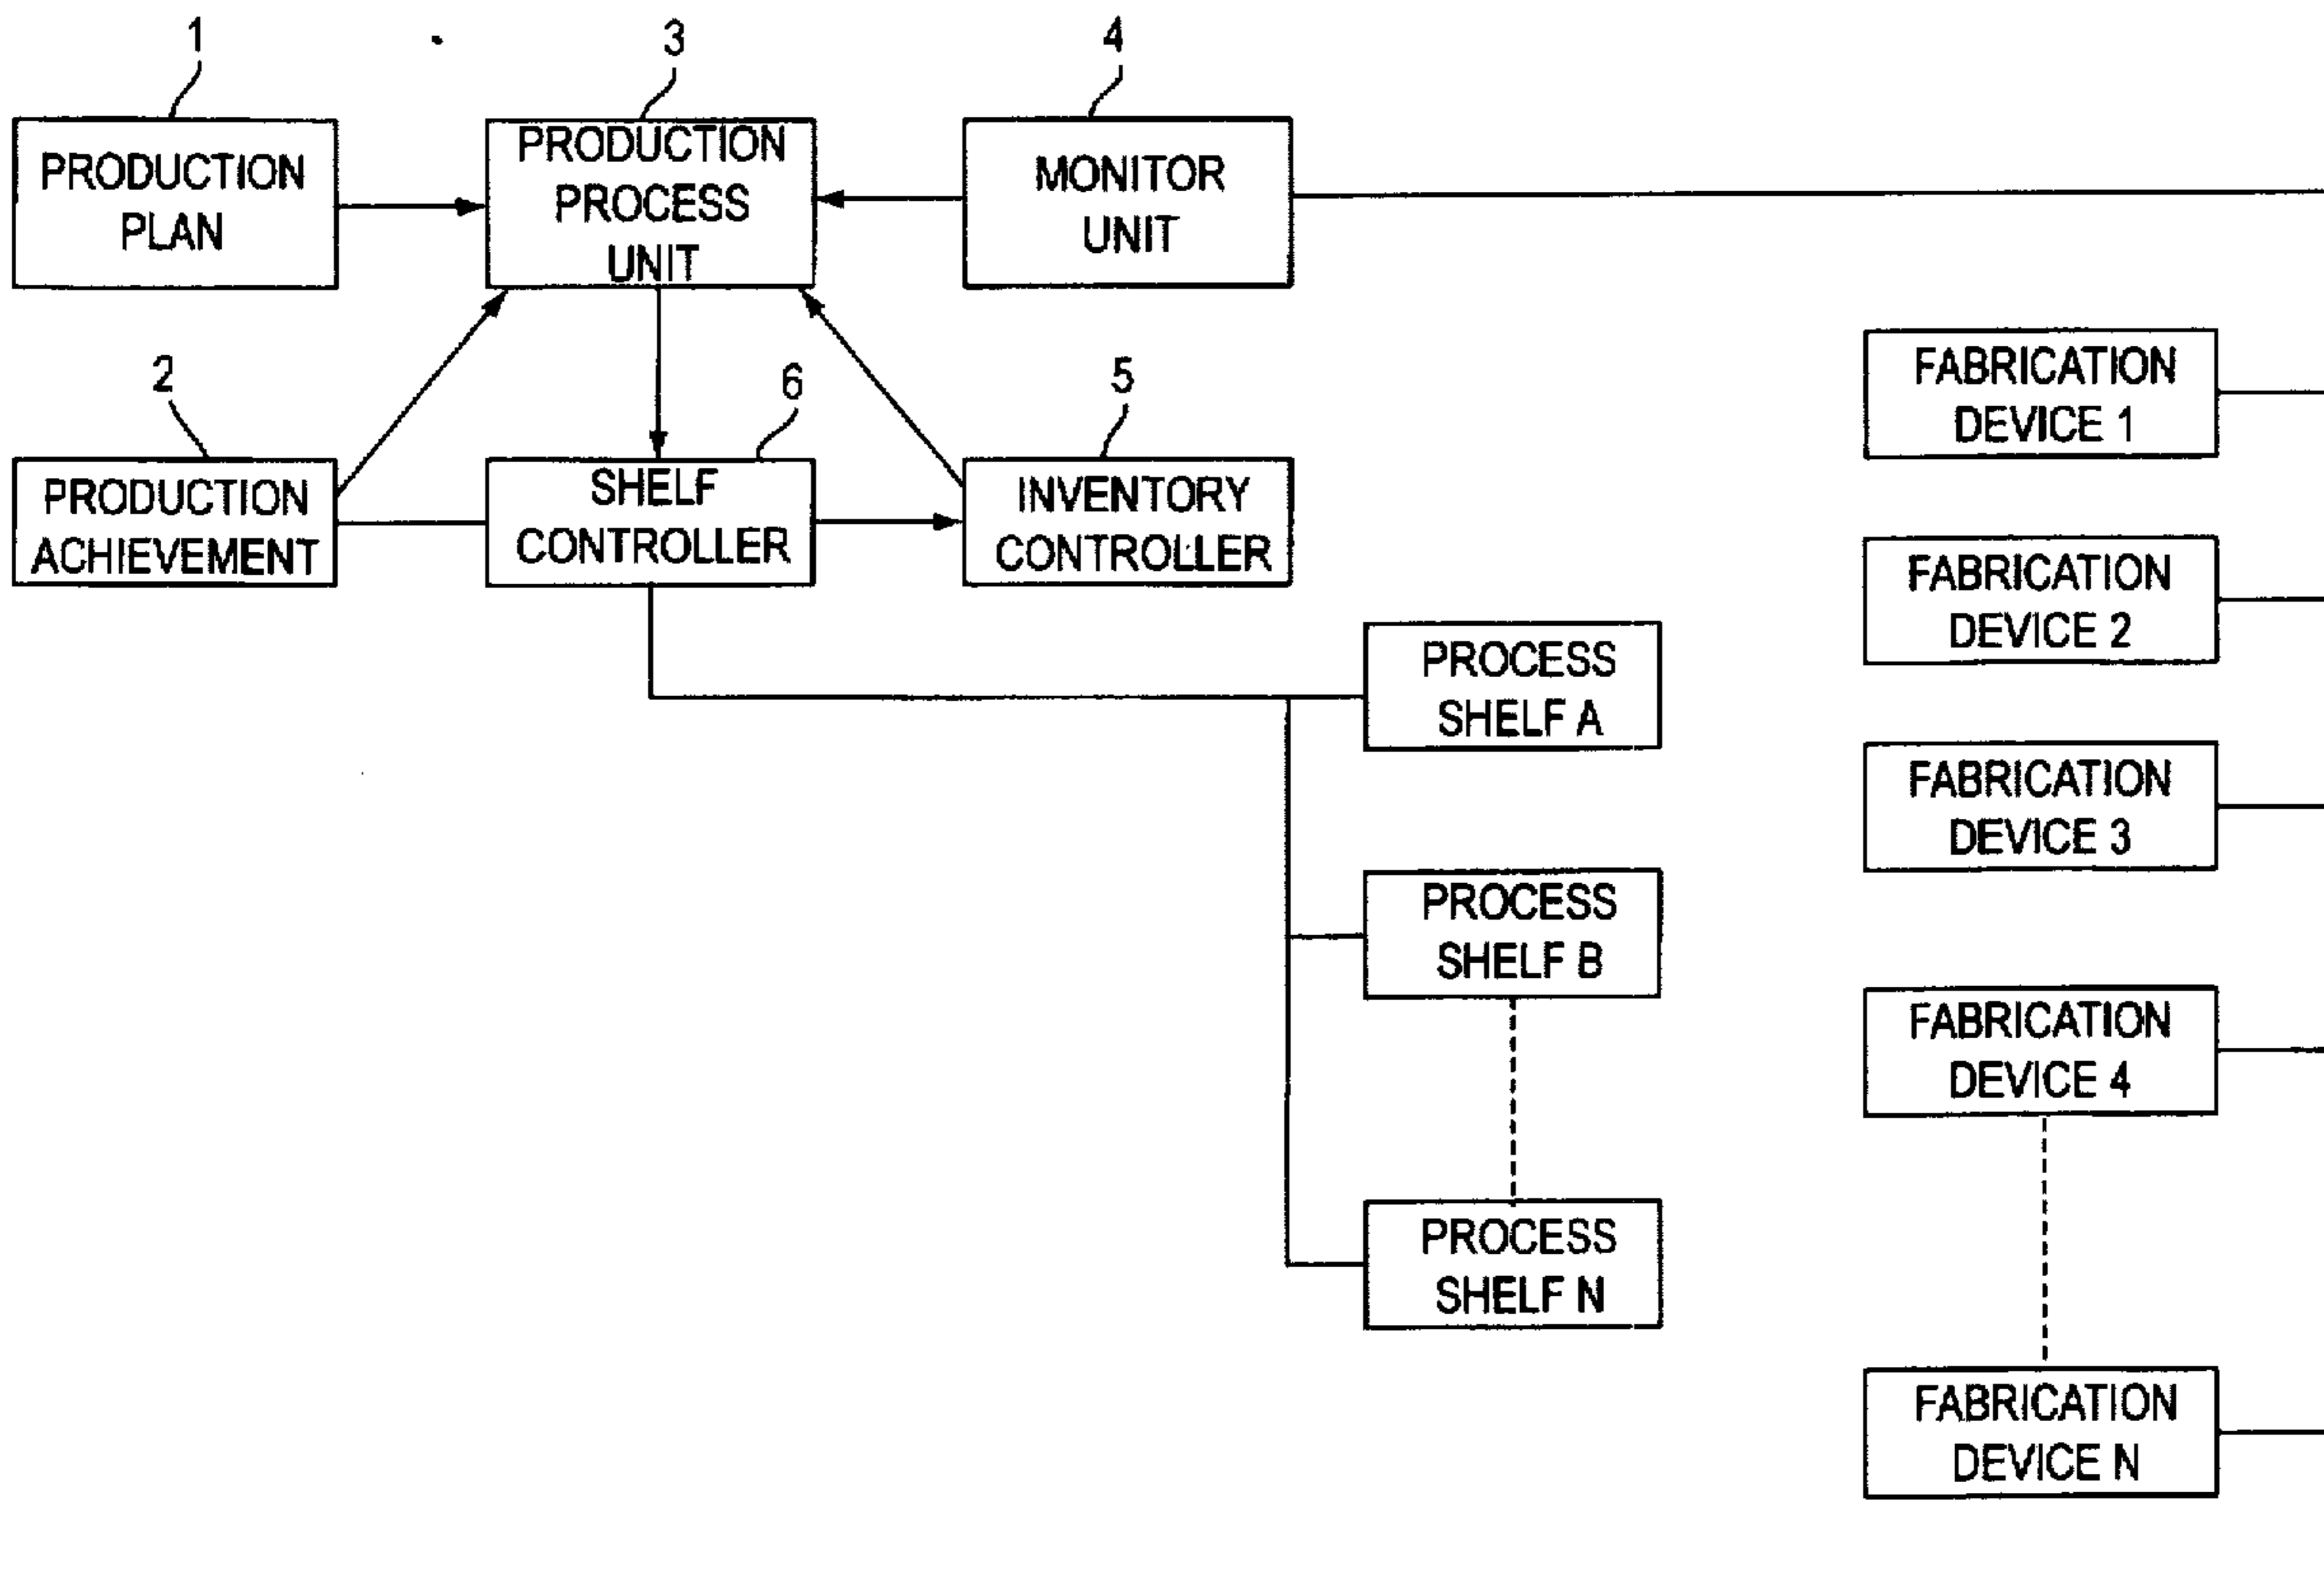 1
3
4
PRODUCTION
PLAN
PRODUCTION
PROCESS
UNIT
MONITOR
UNIT
2
6
5
PRODUCTION
ACHIEVEMENT
SHELF
CONTROLLER
INVENTORY
CONTROLLER
PROCESS
SHELF A
PROCESS
SHELF B
PROCESS
SHELF N
FABRICATION
DEVICE 1
FABRICATION
DEVICE 2
FABRICATION
DEVICE 3
FABRICATION
DEVICE 4
FABRICATION
DEVICE N